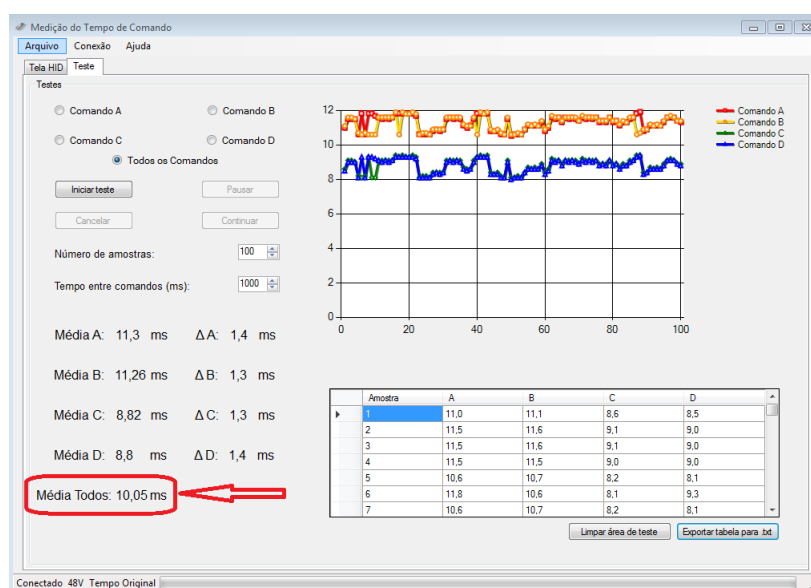 Medição do Tempo de Comando
Arquivo Conexão Ajuda
Tela HID Teste
Testes
Comando A Comando B
Comando C Comando D
Todos os Comandos
Iniciar teste Pausar
Cancelar Continuar
Número de amostras: 100
Tempo entre comandos (ms): 1000
Média A: 11,3 ms Δ A: 1,4 ms
Média B: 11,26 ms Δ B: 1,3 ms
Média C: 8,82 ms Δ C: 1,3 ms
Média D: 8,8 ms Δ D: 1,4 ms
Média Todos: 10,05 ms
12
10
8
6
4
2
0
0 20 40 60 80 100
Comando A
Comando B
Comando C
Comando D
Amostra A B C D
1 11,0 11,1 8,6 8,5
2 11,5 11,6 9,1 9,0
3 11,5 11,6 9,1 9,0
4 11,5 11,5 9,0 9,0
5 10,6 10,7 8,2 8,1
6 11,8 10,6 8,1 9,3
7 10,6 10,7 8,2 8,1
Limpar área de teste Exportar tabela para .txt
Conectado 48V Tempo Original